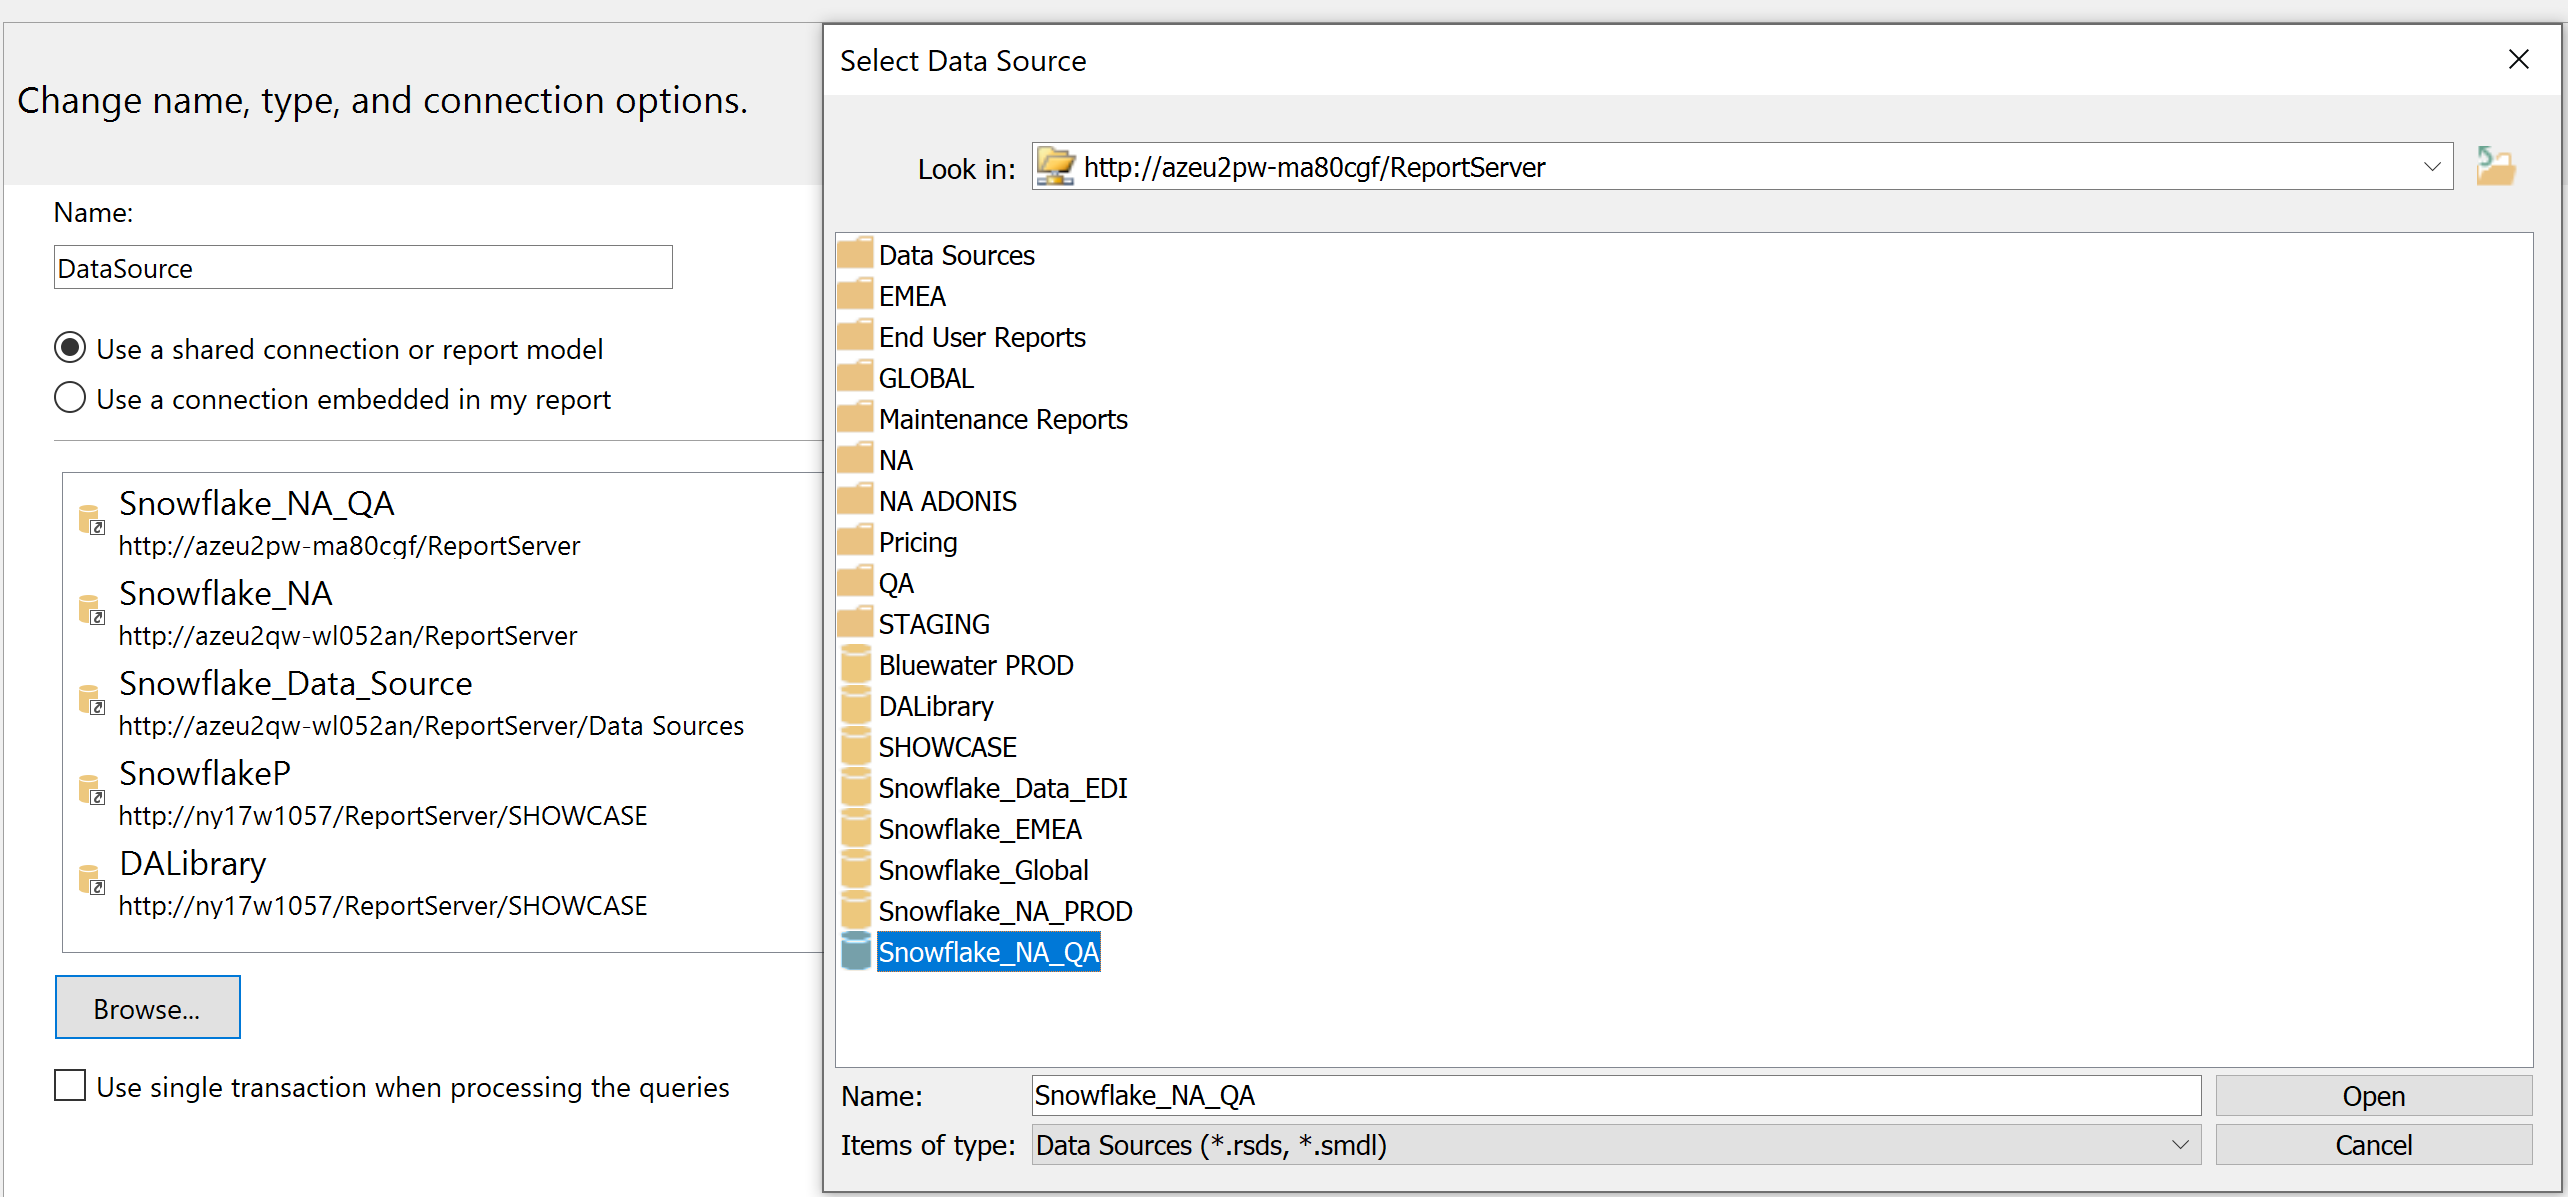 Change name, type, and connection options.
Name:
DataSource
Use a shared connection or report model
Use a connection embedded in my report
Snowflake_NA_QA
http://azeu2pw-ma80cgf/ReportServer
Snowflake_NA
http://azeu2qw-wl052an/ReportServer
Snowflake_Data_Source
http://azeu2qw-wl052an/ReportServer/Data Sources
SnowflakeP
http://ny17w1057/ReportServer/SHOWCASE
DALibrary
http://ny17w1057/ReportServer/SHOWCASE
Browse...
Use single transaction when processing the queries
Select Data Source
Look in: http://azeu2pw-ma80cgf/ReportServer
Data Sources
EMEA
End User Reports
GLOBAL
Maintenance Reports
NA
NA ADONIS
Pricing
QA
STAGING
Bluewater PROD
DALibrary
SHOWCASE
Snowflake_Data_EDI
Snowflake_EMEA
Snowflake_Global
Snowflake_NA_PROD
Snowflake_NA_QA
Name: Snowflake_NA_QA Open
Items of type: Data Sources (*.rsds, *.smdl) Cancel